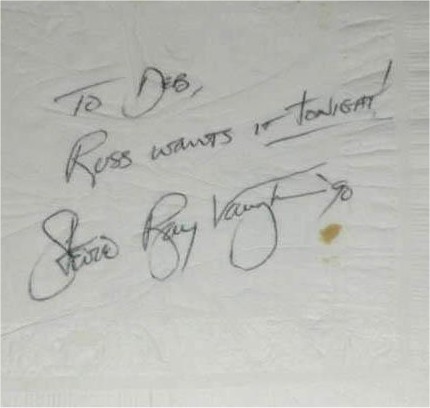 To Deb,
Russ wants it tonight!
Stevie Ray Vaughan '90